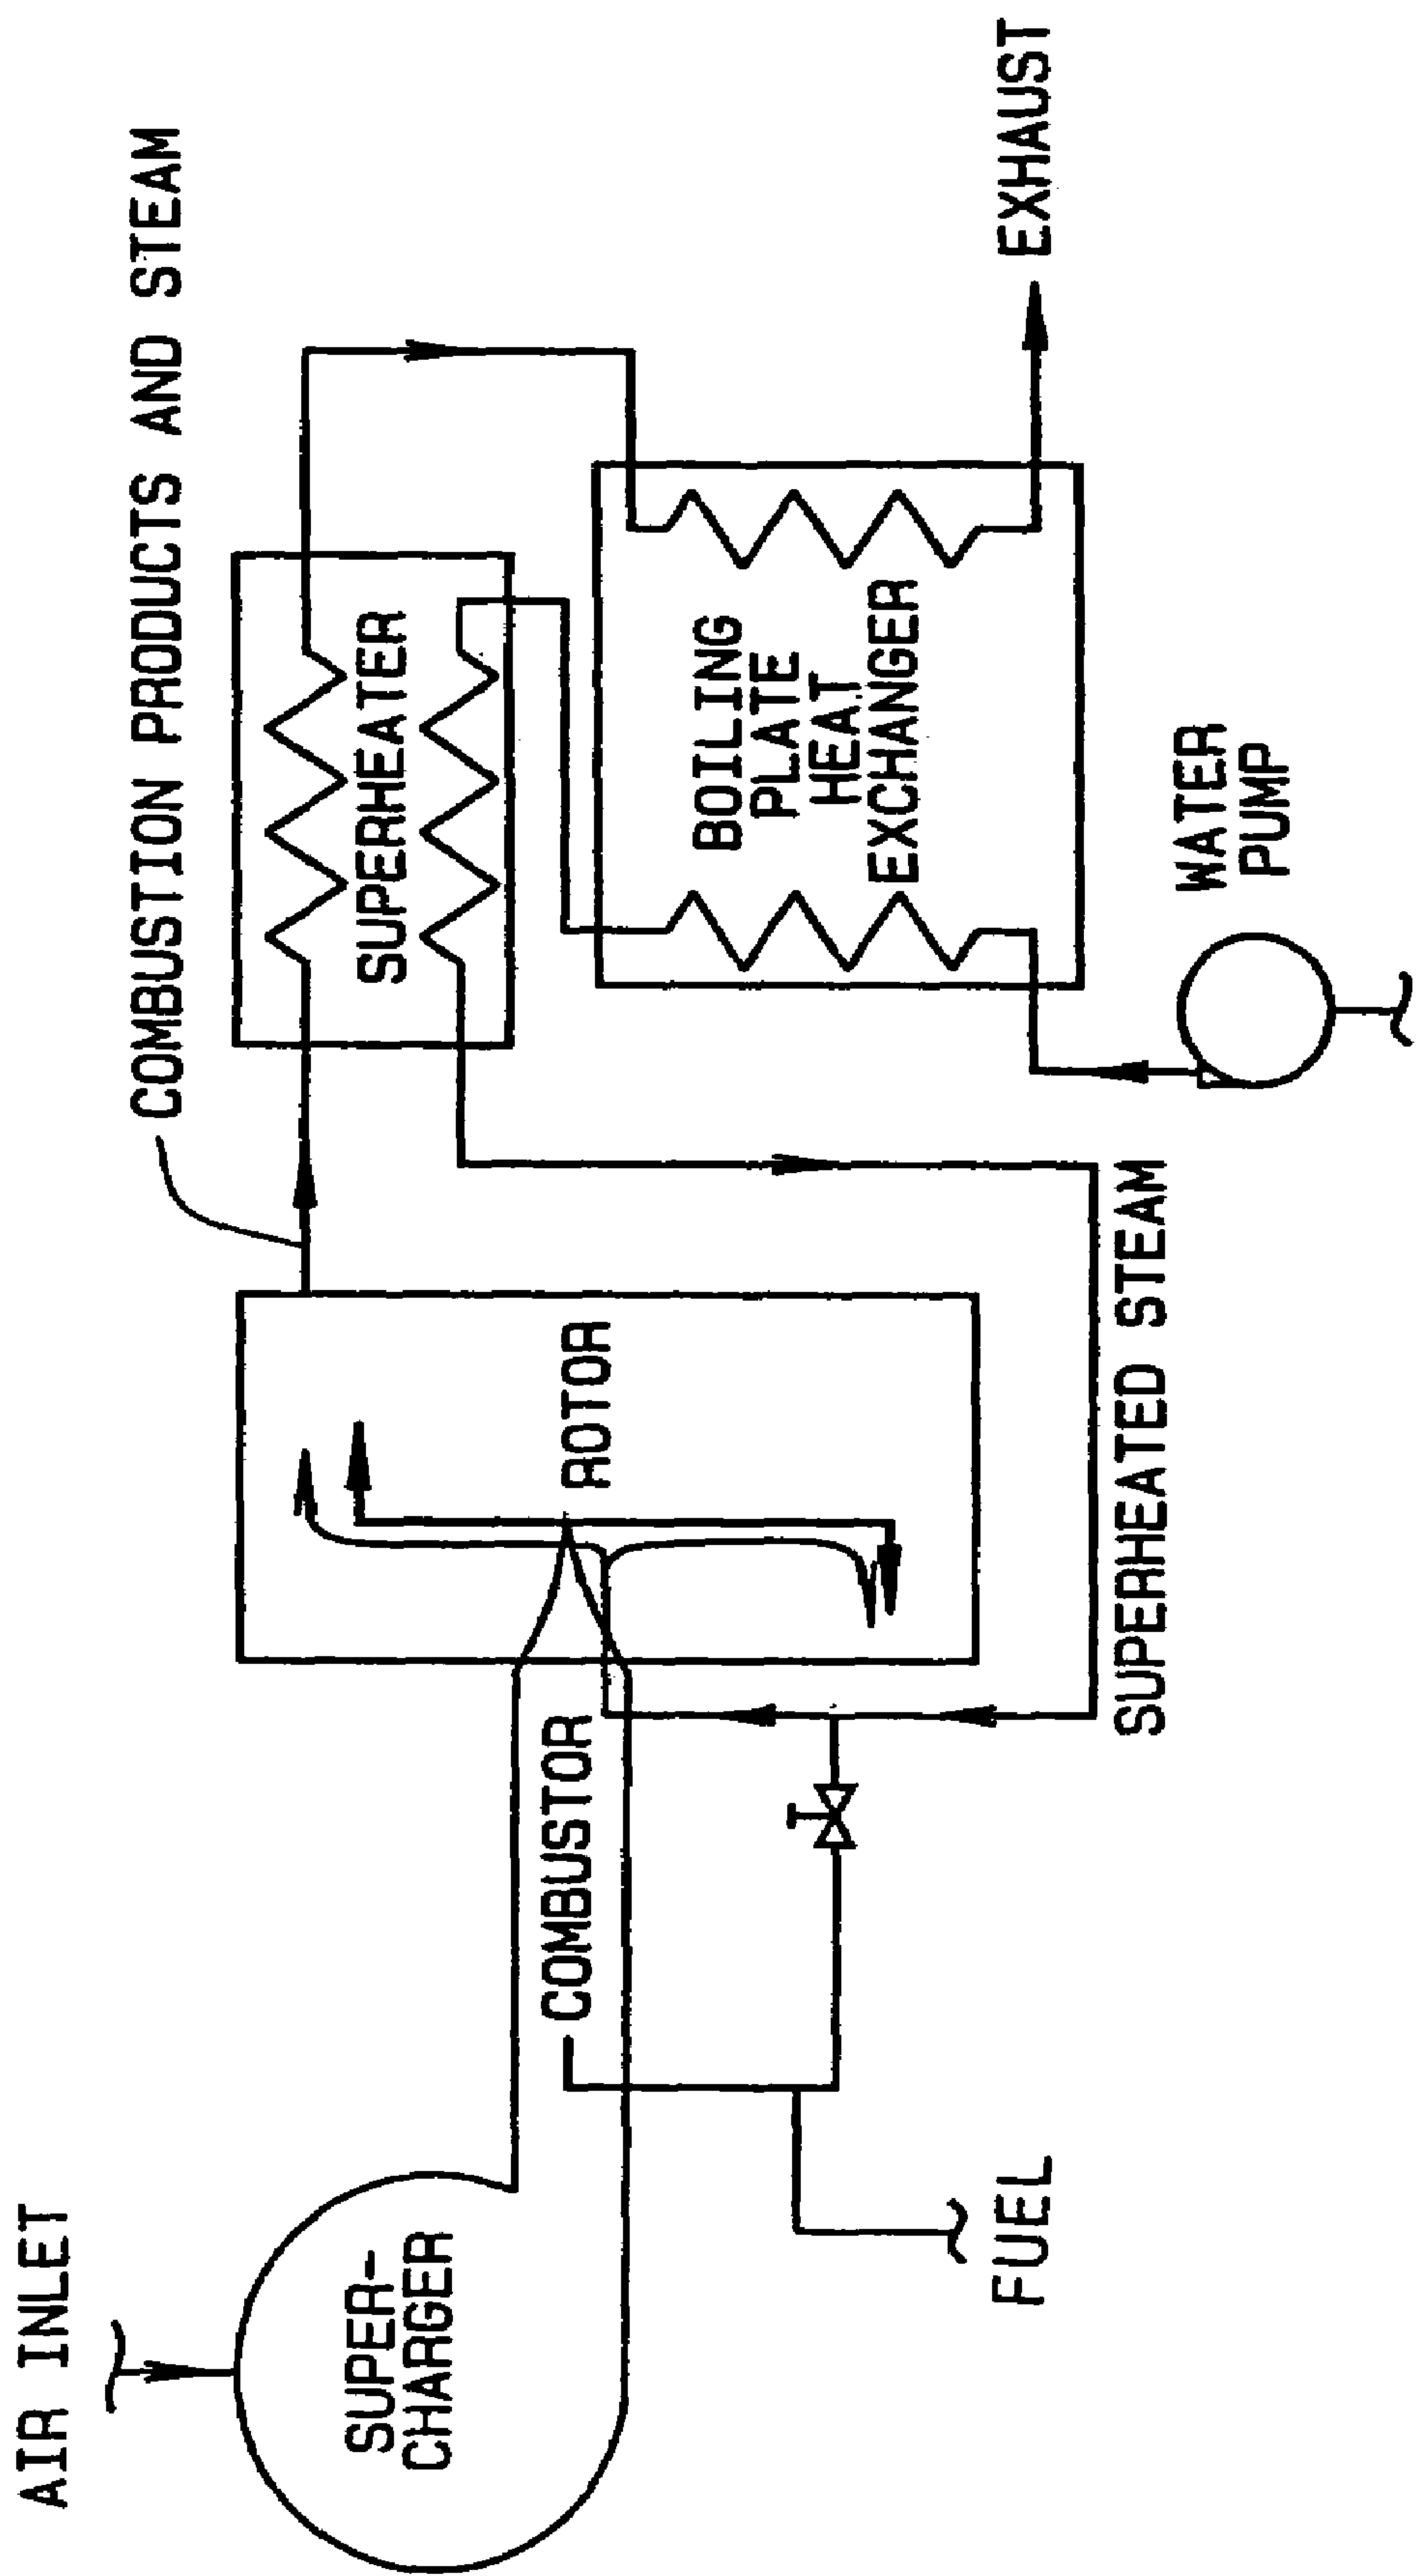 AIR INLET
SUPER-
CHARGER
COMBUSTOR
FUEL
ROTOR
COMBUSTION PRODUCTS AND STEAM
SUPERHEATER
BOILING
PLATE
HEAT
EXCHANGER
SUPERHEATED STEAM
WATER
PUMP
EXHAUST